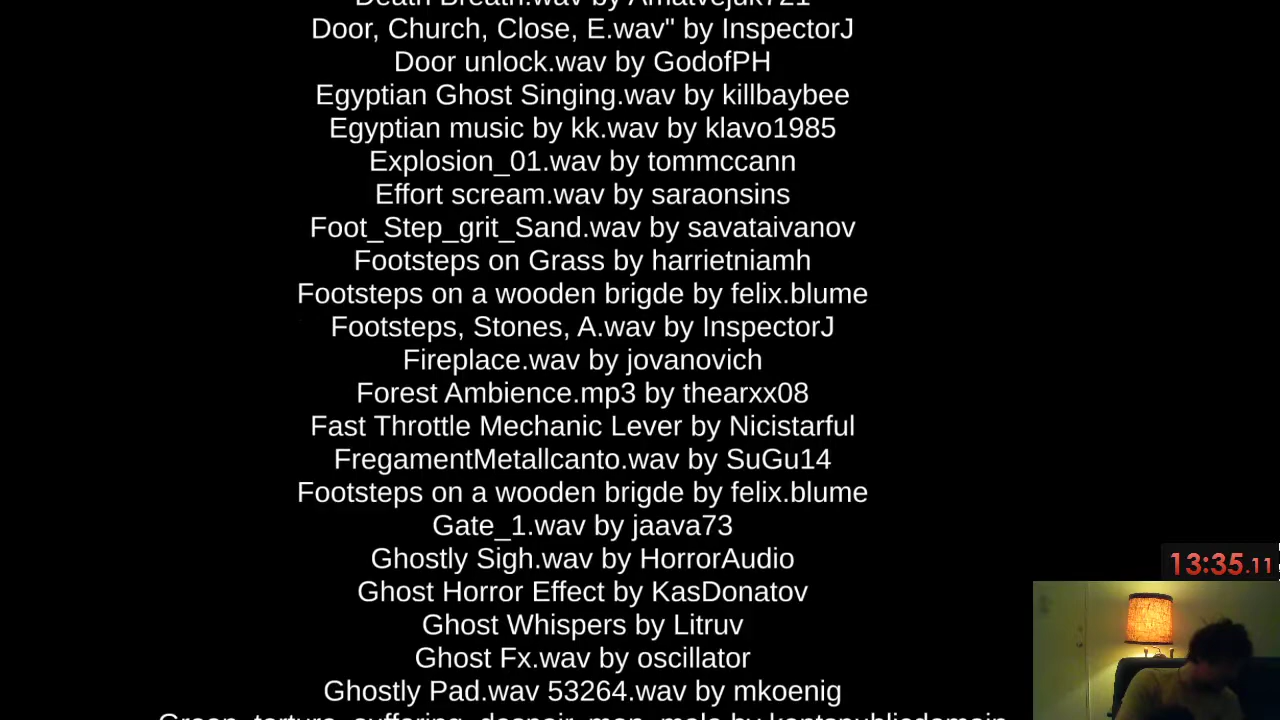 Death Breath.wav by Amatvejuk721
Door, Church, Close, E.wav" by InspectorJ
Door unlock.wav by GodofPH
Egyptian Ghost Singing.wav by killbaybee
Egyptian music by kk.wav by klavo1985
Explosion_01.wav by tommccann
Effort scream.wav by saraonsins
Foot_Step_grit_Sand.wav by savataivanov
Footsteps on Grass by harrietniamh
Footsteps on a wooden brigde by felix.blume
Footsteps, Stones, A.wav by InspectorJ
Fireplace.wav by jovanovich
Forest Ambience.mp3 by thearxx08
Fast Throttle Mechanic Lever by Nicistarful
FregamentMetallcanto.wav by SuGu14
Footsteps on a wooden brigde by felix.blume
Gate_1.wav by jaava73
Ghostly Sigh.wav by HorrorAudio
Ghost Horror Effect by KasDonatov
Ghost Whispers by Litruv
Ghost Fx.wav by oscillator
Ghostly Pad.wav 53264.wav by mkoenig
13:35.11